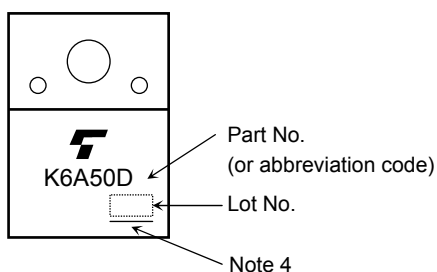 K6A50D
Part No.
(or abbreviation code)
Lot No.
Note 4